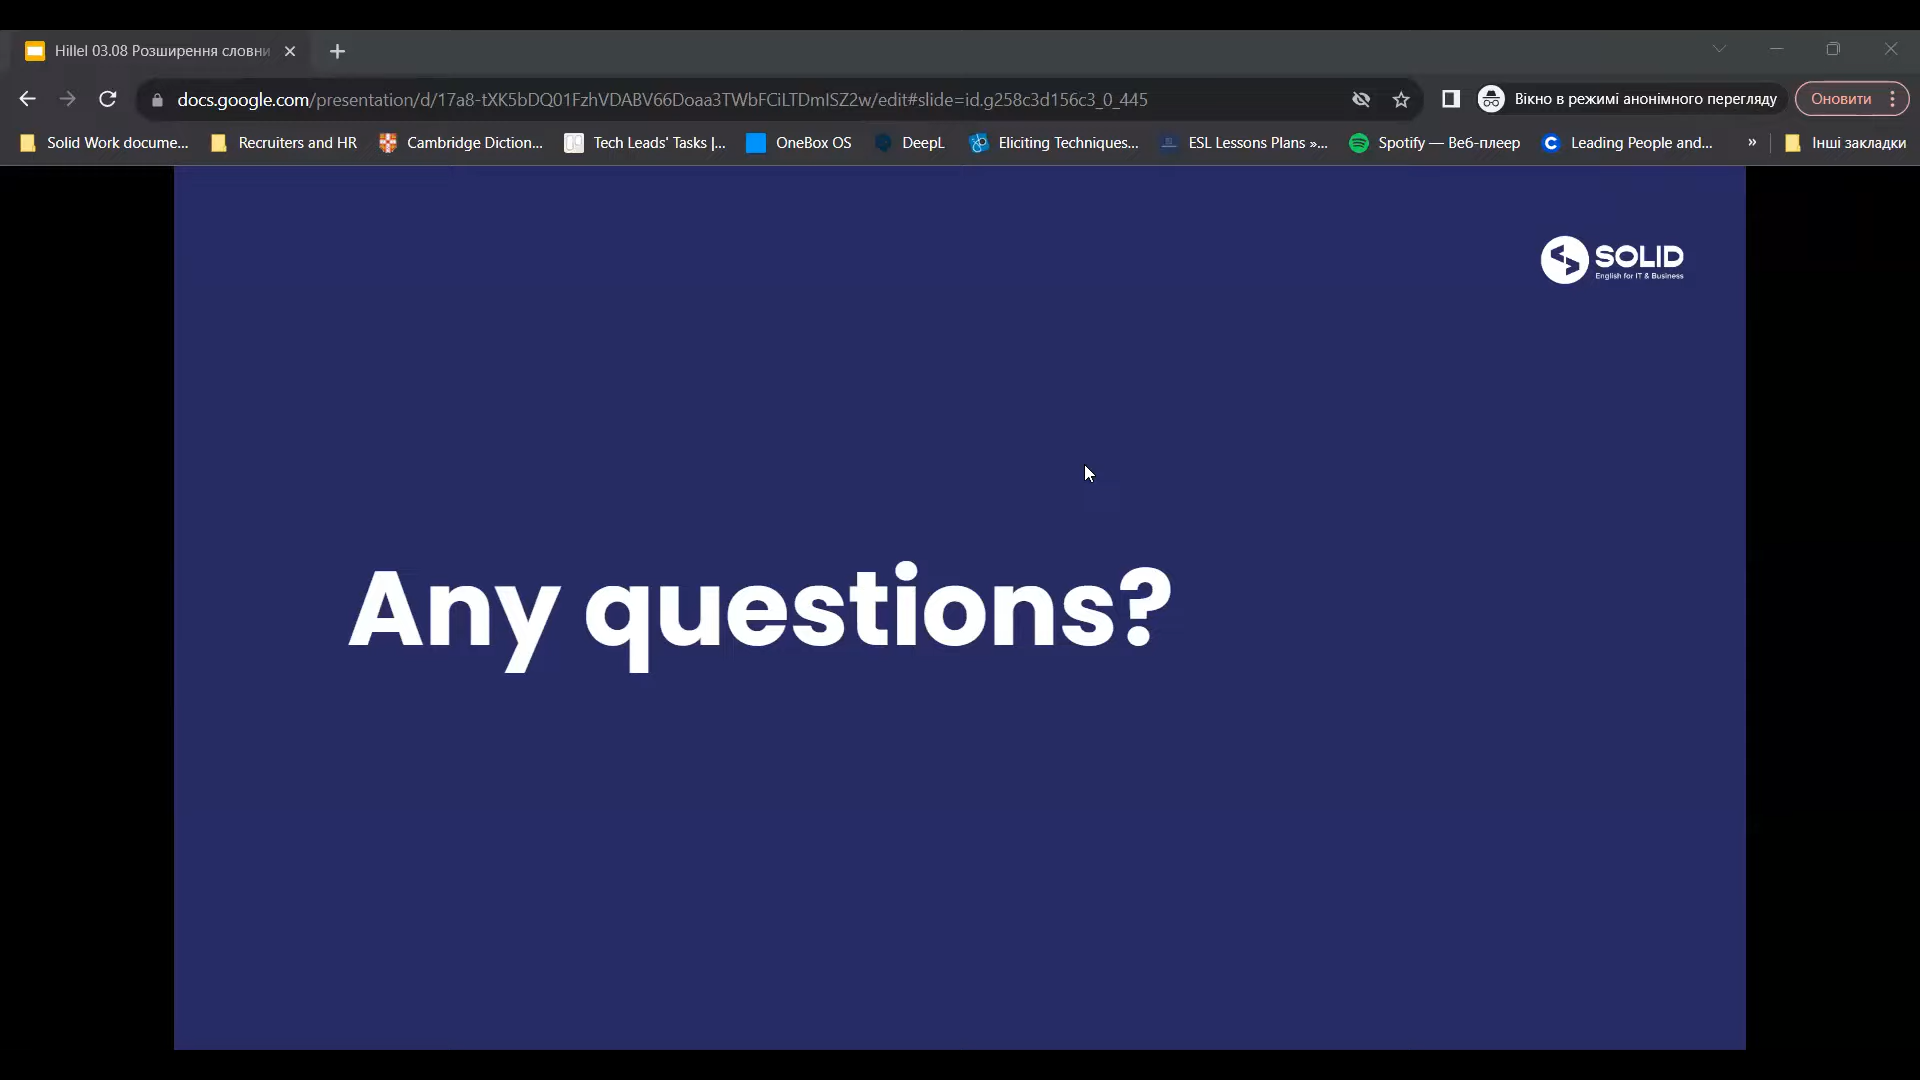 Hillel 03.08 Розширення словни
docs.google.com/presentation/d/17a8-tXK5bDQ01FzhVDABV66Doaa3TWbFCiLTDmISZ2w/edit#slide=id.g258c3d156c3_0_445
Вікно в режимі анонімного перегляду
Оновити
Solid Work docume...
Recruiters and HR
Cambridge Diction...
Tech Leads' Tasks |...
OneBox OS
DeepL
Eliciting Techniques...
ESL Lessons Plans »...
Spotify — Веб-плеер
Leading People and...
»
Інші закладки
SOLID
English for IT & Business
Any questions?